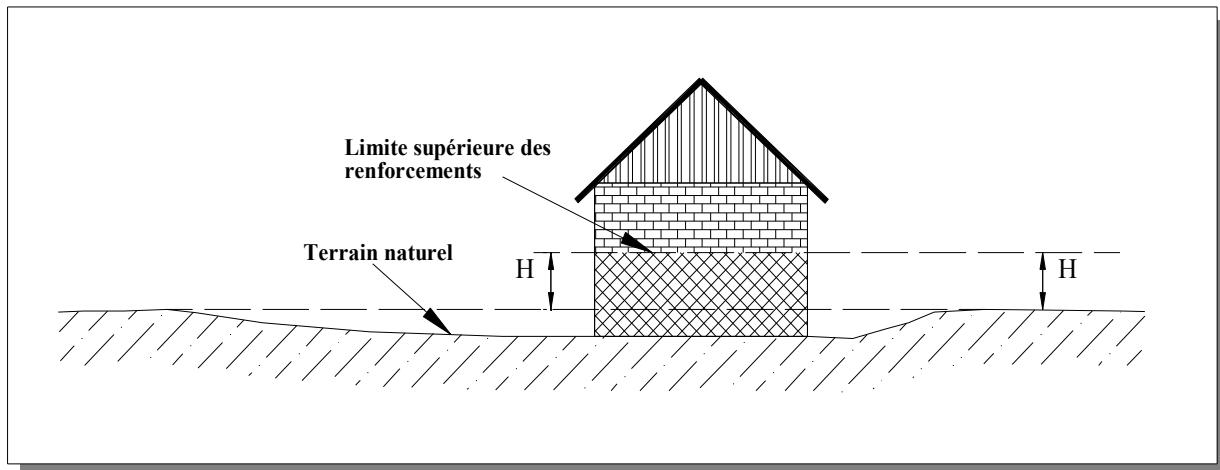 Limite supérieure des
renforcements
Terrain naturel
H
H